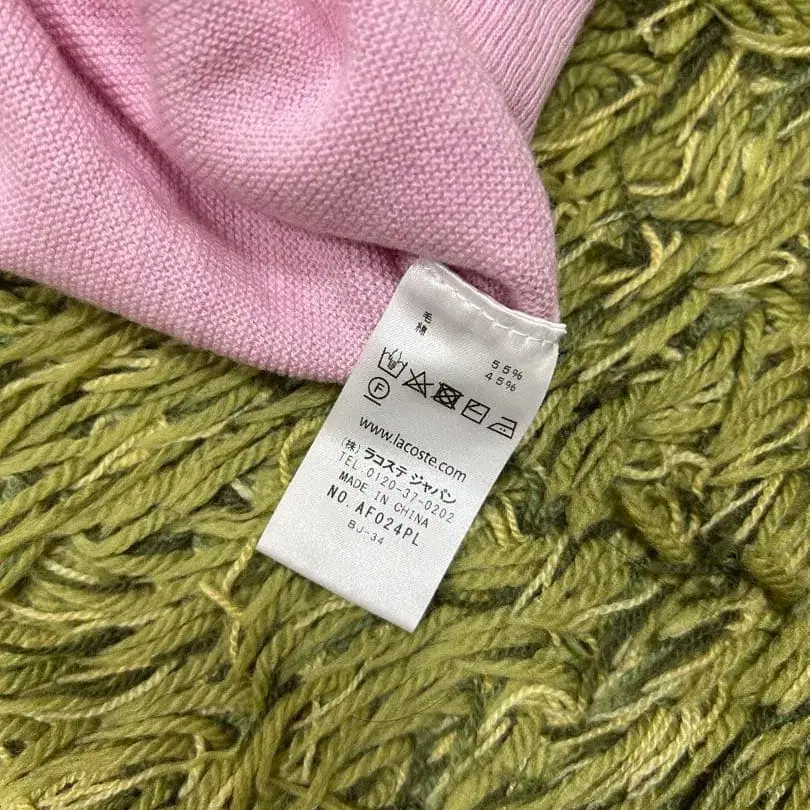 毛 55%
綿 45%
F
www.lacoste.com
(株) ラコステ ジャパン
TEL.0120-37-0202
MADE IN CHINA
NO. AF024PL
BJ-34